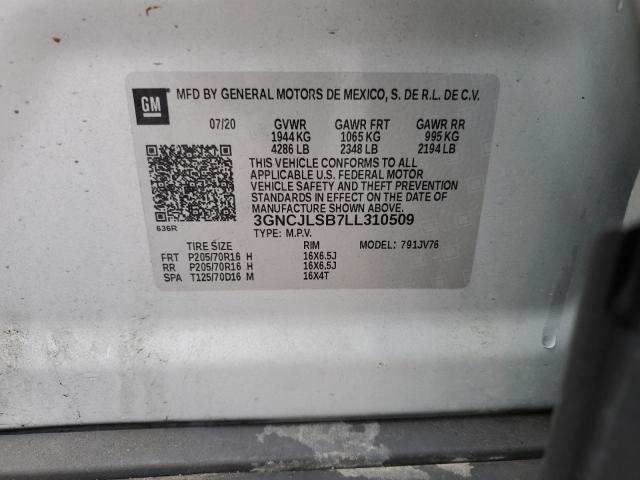 GM MFD BY GENERAL MOTORS DE MEXICO, S. DE R.L. DE C.V.
07/20 GVWR GAWR FRT GAWR RR
1944 KG 1065 KG 995 KG
4286 LB 2348 LB 2194 LB
THIS VEHICLE CONFORMS TO ALL
APPLICABLE U.S. FEDERAL MOTOR
VEHICLE SAFETY AND THEFT PREVENTION
STANDARDS IN EFFECT ON THE DATE OF
MANUFACTURE SHOWN ABOVE.
3GNCJLSB7LL310509
636R TYPE: M.P.V.
TIRE SIZE RIM MODEL: 791JV76
FRT P205/70R16 H 16X6.5J
RR P205/70R16 H 16X6.5J
SPA T125/70D16 M 16X4T